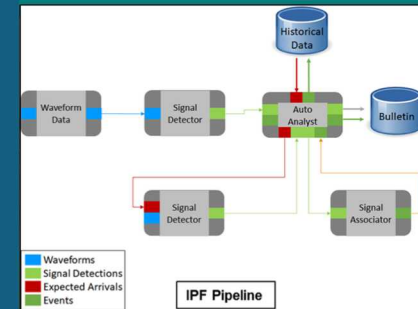 Historical
Data
Waveform
Data
Signal
Detector
Auto
Analyst
Bulletin
Signal
Detector
Signal
Associator
Waveforms
Signal Detections
Expected Arrivals
Events
IPF Pipeline